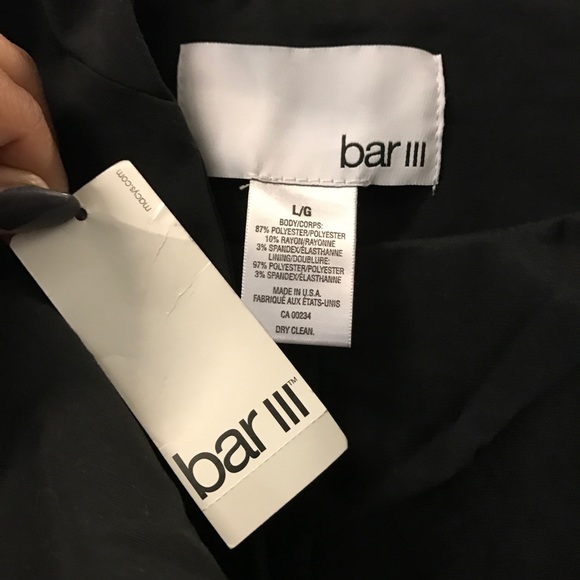 bar III
L/G
BODY/CORPS:
87% POLYESTER/POLYESTER
10% RAYON/RAYONNE
3% SPANDEX/ÉLASTHANNE
LINING/DOUBLURE:
97% POLYESTER/POLYESTER
3% SPANDEX/ÉLASTHANNE
MADE IN U.S.A.
FABRIQUÉ AUX ÉTATS-UNIS
CA 00234
DRY CLEAN.
macys.com
bar III™